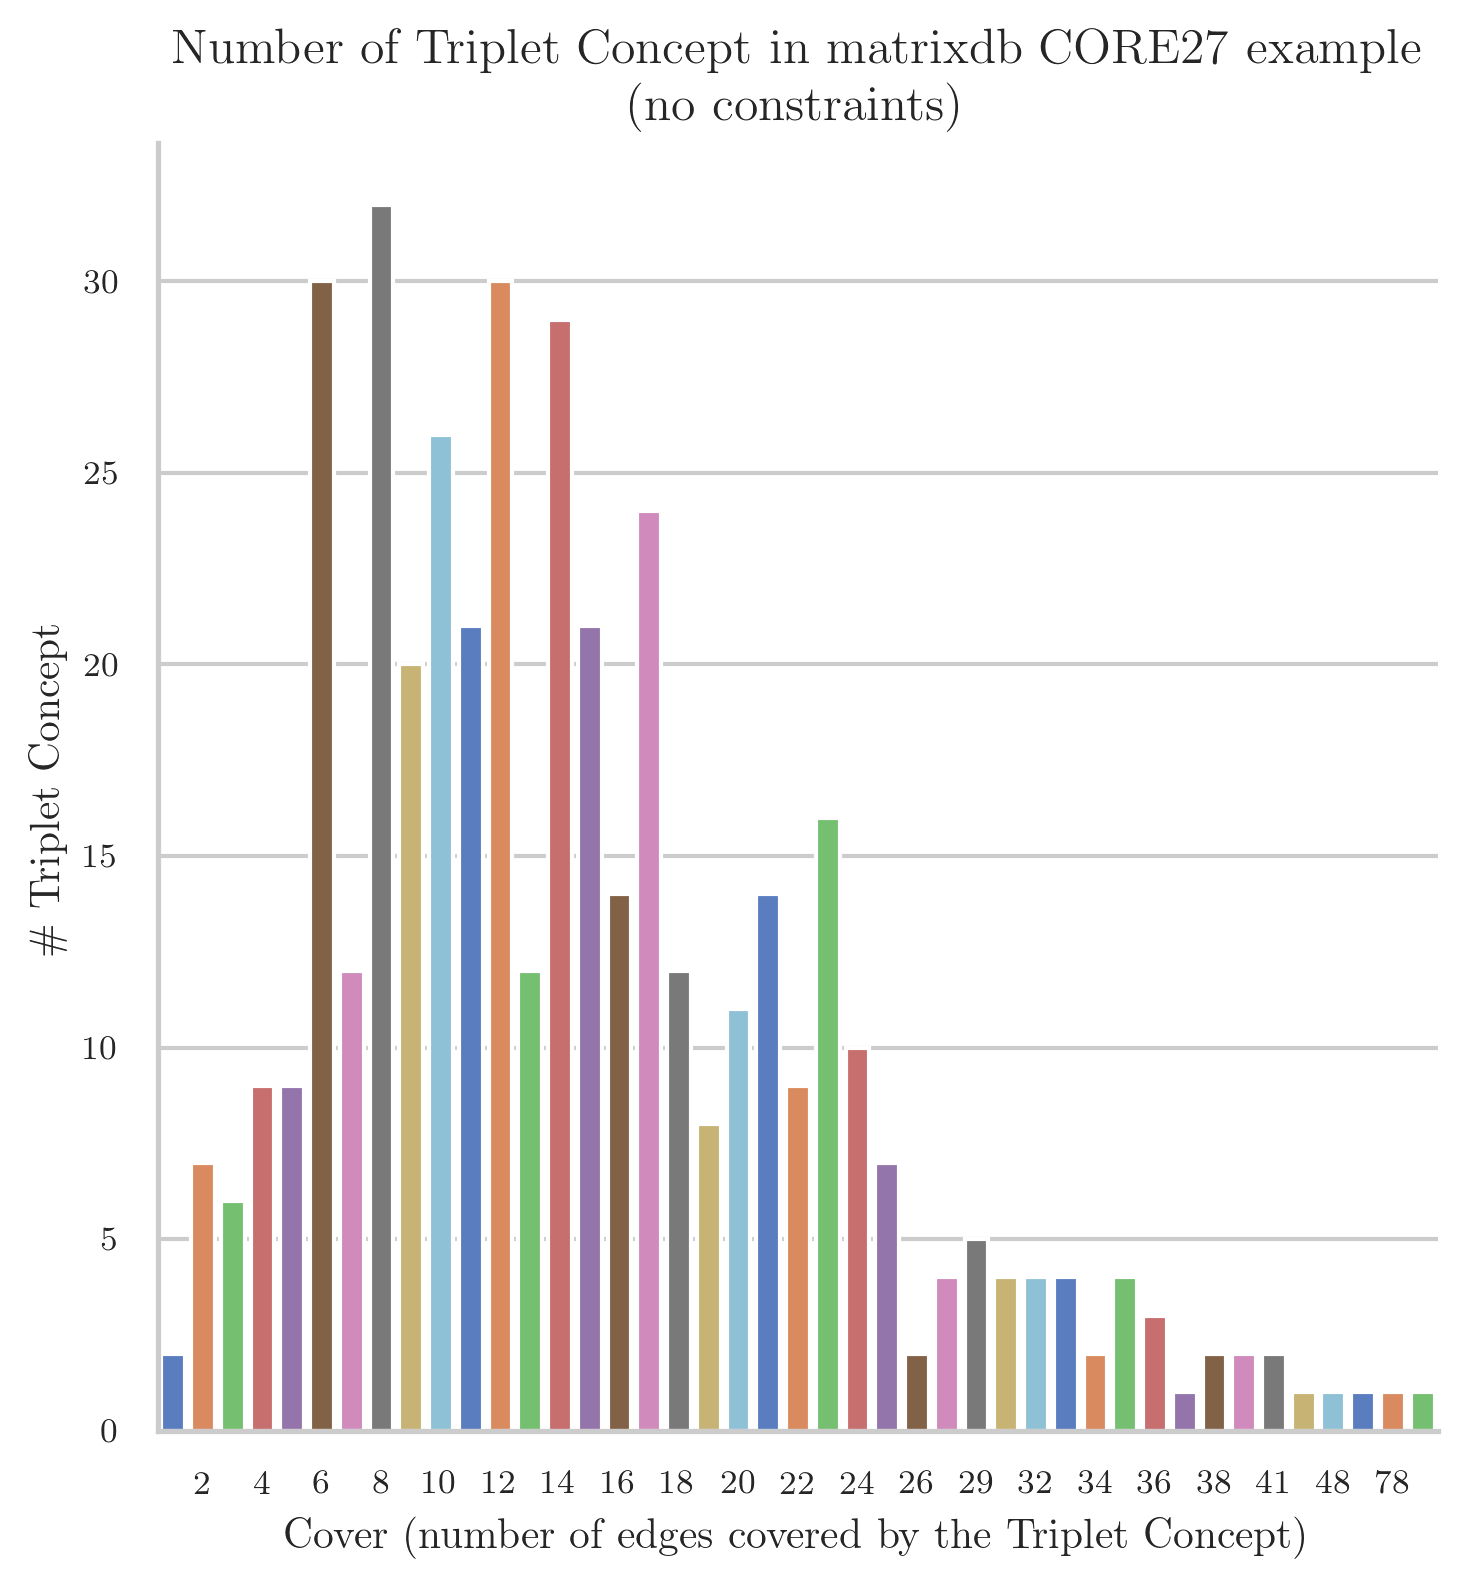 Number of Triplet Concept in matrixdb CORE27 example
(no constraints)
# Triplet Concept
30
25
20
15
10
5
0
2 4 6 8 10 12 14 16 18 20 22 24 26 29 32 34 36 38 41 48 78
Cover (number of edges covered by the Triplet Concept)